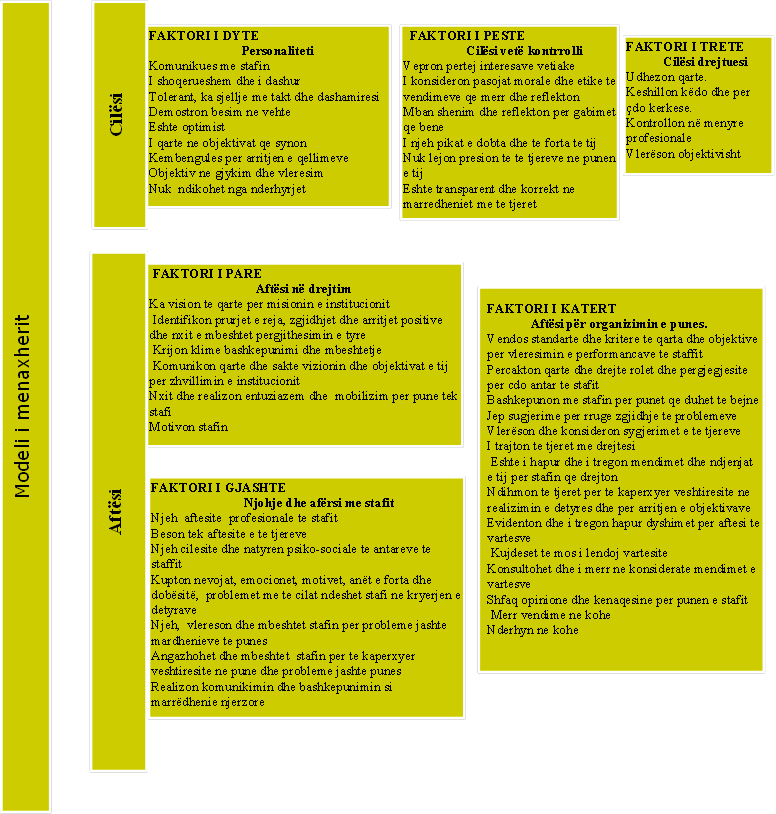 Modeli i menaxherit
Cilësi
FAKTORI I DYTE
Personaliteti
Komunikues me stafin
I shoqerueshem dhe i dashur
Tolerant, ka sjellje me takt dhe dashamiresi
Demostron besim ne vehte
Eshte optimist
I qarte ne objektivat qe synon
Kembengules per arritjen e qellimeve
Objektiv ne gjykim dhe vleresim
Nuk ndikohet nga nderhyrjet
FAKTORI I PESTE
Cilësi vetë kontrrolli
Vepron pertej interesave vetiake
I konsideron pasojat morale dhe etike te
vendimeve qe merr dhe reflekton
Mban shenim dhe reflekton per gabimet
qe bene
I njeh pikat e dobta dhe te forta te tij
Nuk lejon presion te te tjereve ne punen
e tij
Eshte transparent dhe korrekt ne
marredheniet me te tjeret
FAKTORI I TRETE
Cilësi drejtuesi
Udhezon qarte.
Keshillon këdo dhe per
çdo kerkese.
Kontrollon në menyre
profesionale
Vlerëson objektivisht
Aftësi
FAKTORI I PARE
Aftësi në drejtim
Ka vision te qarte per misionin e institucionit
Identifikon prurjet e reja, zgjidhjet dhe arritjet positive
dhe nxit e mbeshtet pergjithesimin e tyre
Krijon klime bashkepunimi dhe mbeshtetje
Komunikon qarte dhe sakte vizionin dhe objektivat e tij
per zhvillimin e institucionit
Nxit dhe realizon entuziazem dhe mobilizim per pune tek
stafi
Motivon stafin
FAKTORI I GJASHTE
Njohje dhe afërsi me stafit
Njeh aftesite profesionale te stafit
Beson tek aftesite e te tjereve
Njeh cilesite dhe natyren psiko-sociale te antareve te
staffit
Kupton nevojat, emocionet, motivet, anët e forta dhe
dobësitë, problemet me te cilat ndeshet stafi ne kryerjen e
detyrave
Njeh, vlereson dhe mbeshtet stafin per probleme jashte
mardhenieve te punes
Angazhohet dhe mbeshtet stafin per te kaperxyer
veshtiresite ne pune dhe probleme jashte punes
Realizon komunikimin dhe bashkepunimin si
marrëdhenie njerzore
FAKTORI I KATERT
Aftësi për organizimin e punes.
Vendos standarte dhe kritere te qarta dhe objektive
per vleresimin e performancave te staffit
Percakton qarte dhe drejte rolet dhe pergjegjesite
per cdo antar te stafit
Bashkepunon me stafin per punet qe duhet te bejne
Jep sugjerime per rruge zgjidhje te problemeve
Vlerëson dhe konsideron sygjerimet e te tjereve
I trajton te tjeret me drejtesi
Eshte i hapur dhe i tregon mendimet dhe ndjenjat
e tij per stafin qe drejton
Ndihmon te tjeret per te kaperxyer veshtiresite ne
realizimin e detyres dhe per arritjen e objektivave
Evidenton dhe i tregon hapur dyshimet per aftesi te
vartesve
Kujdeset te mos i lendoj vartesite
Konsultohet dhe i merr ne konsiderate mendimet e
vartesve
Shfaq opinione dhe kenaqesine per punen e stafit
Merr vendime ne kohe
Nderhyn ne kohe